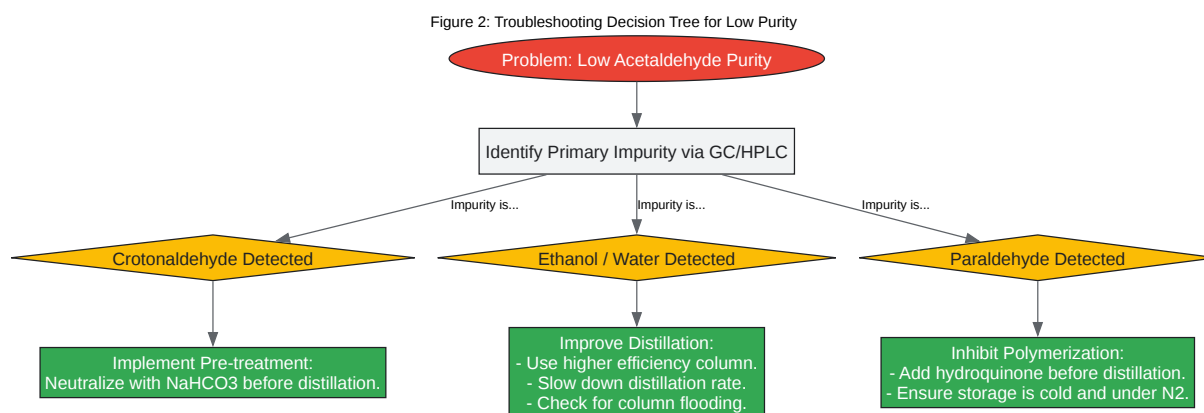 Figure 2: Troubleshooting Decision Tree for Low Purity
Problem: Low Acetaldehyde Purity
Identify Primary Impurity via GC/HPLC
Impurity is...
Impurity is...
Impurity is...
Crotonaldehyde Detected
Ethanol / Water Detected
Paraldehyde Detected
Implement Pre-treatment:
Neutralize with NaHCO3 before distillation.
Improve Distillation:
- Use higher efficiency column.
- Slow down distillation rate.
- Check for column flooding.
Inhibit Polymerization:
- Add hydroquinone before distillation.
- Ensure storage is cold and under N2.